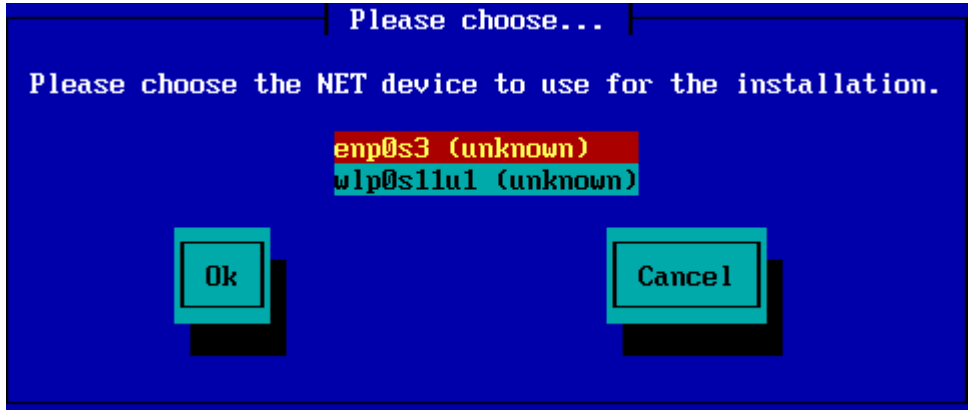 Please choose...
Please choose the NET device to use for the installation.
enp0s3 (unknown)
wlp0s11u1 (unknown)
Ok
Cancel